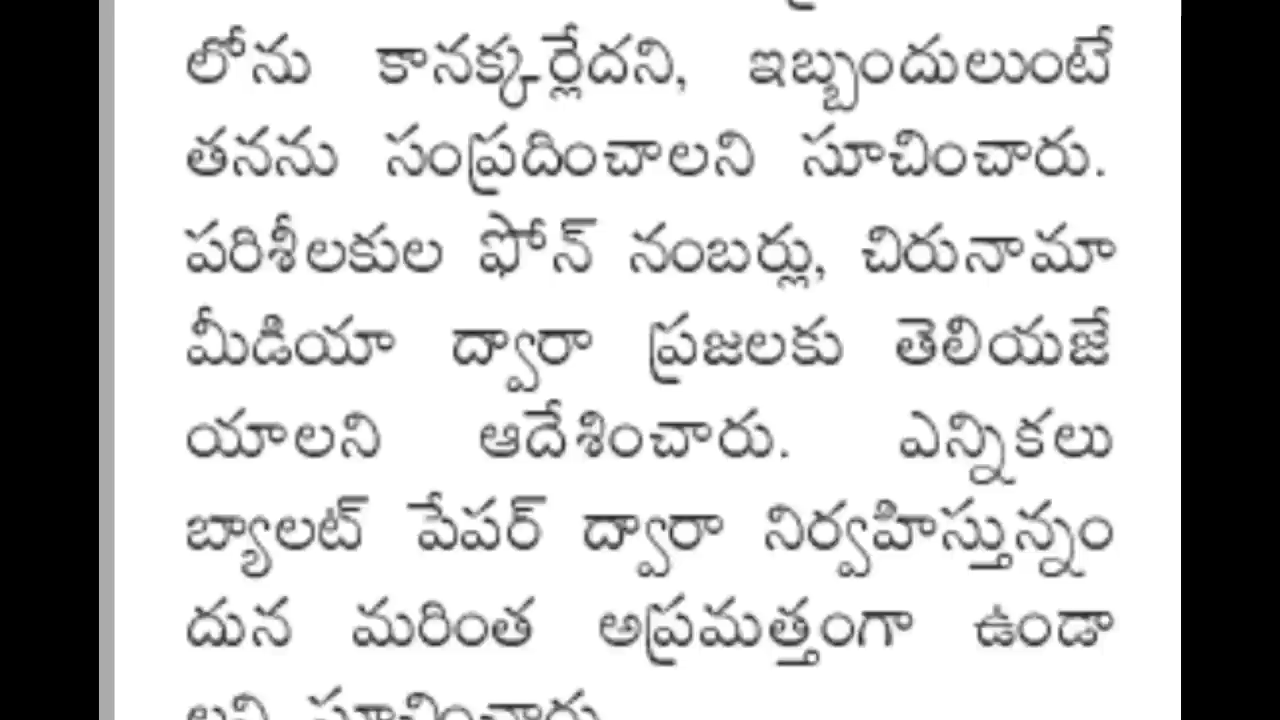 లోను కానక్కర్లేదని, ఇబ్బందులుంటే
తనను సంప్రదించాలని సూచించారు.
పరిశీలకుల ఫోన్ నంబర్లు, చిరునామా
మీడియా ద్వారా ప్రజలకు తెలియజే
యాలని ఆదేశించారు. ఎన్నికలు
బ్యాలట్ పేపర్ ద్వారా నిర్వహిస్తున్నం
దున మరింత అప్రమత్తంగా ఉండా
లని సూచించారు.